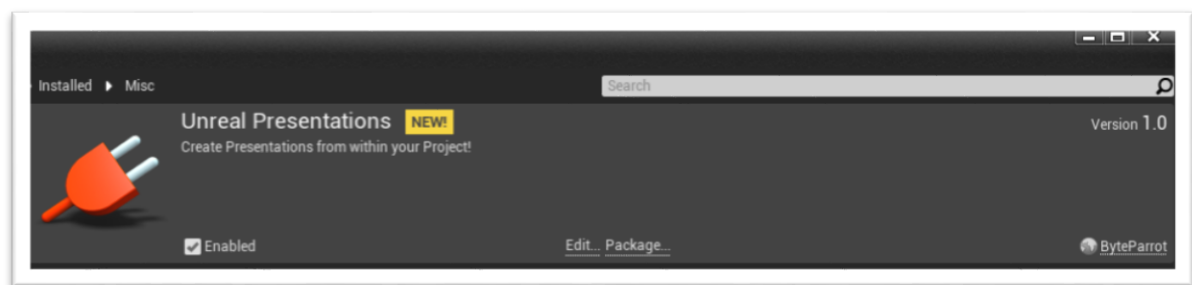 Installed Misc
Search
Unreal Presentations NEW!
Version 1.0
Create Presentations from within your Project!
Enabled
Edit... Package...
ByteParrot